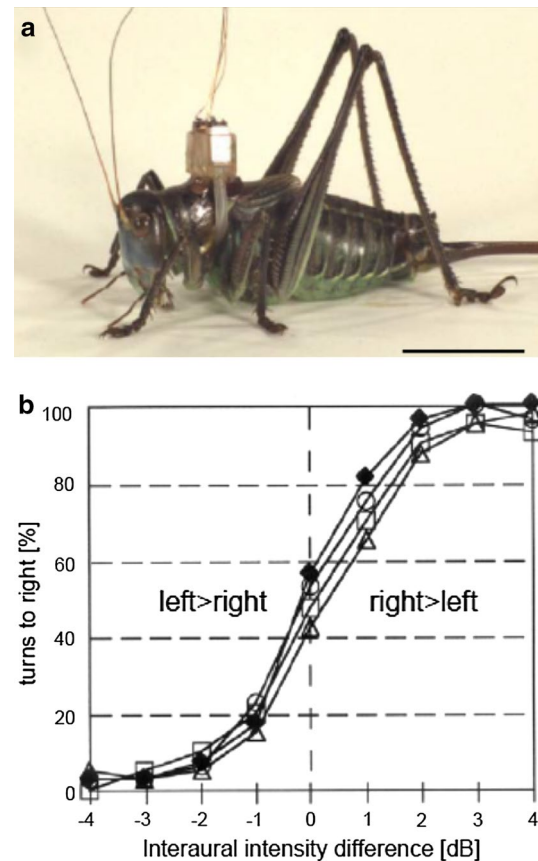 a
b
100
80
60
40
20
0
turns to right [%]
left>right
right>left
-4 -3 -2 -1 0 1 2 3 4
Interaural intensity difference [dB]